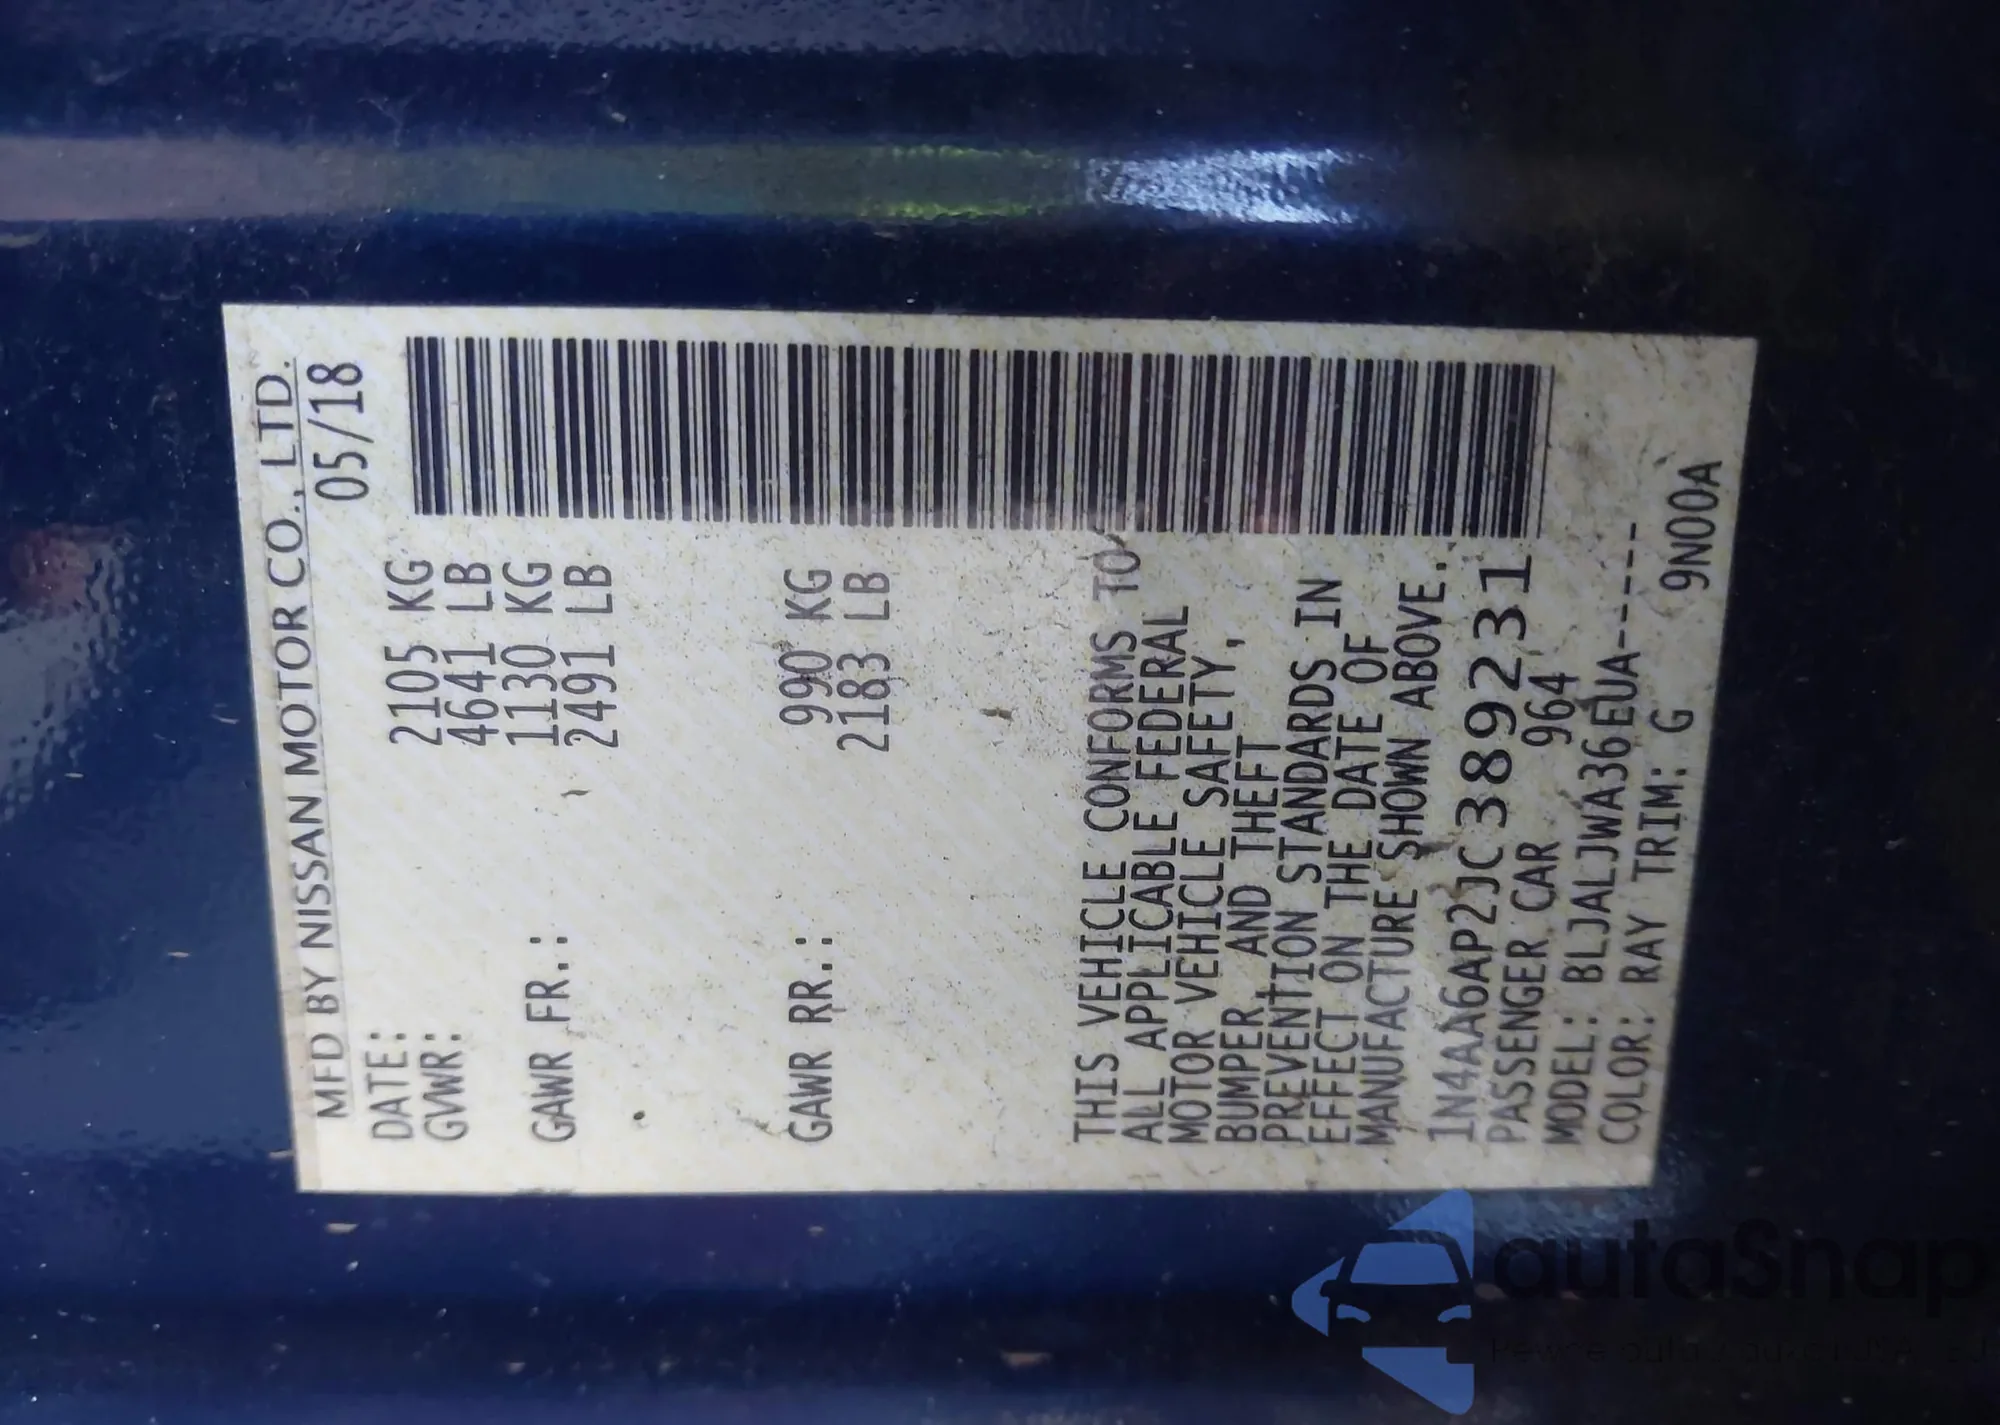 MFD BY NISSAN MOTOR CO., LTD.
DATE: 05/18
GVWR: 2105 KG
4641 LB
GAWR FR.: 1130 KG
2491 LB
GAWR RR.: 990 KG
2183 LB
THIS VEHICLE CONFORMS TO
ALL APPLICABLE FEDERAL
MOTOR VEHICLE SAFETY,
BUMPER, AND THEFT
PREVENTION STANDARDS IN
EFFECT ON THE DATE OF
MANUFACTURE SHOWN ABOVE.
1N4AA6AP2JC389231
PASSENGER CAR 964
MODEL: BLJALJWA36EUA-----
COLOR: RAY TRIM: G 9N00A
autaSnap